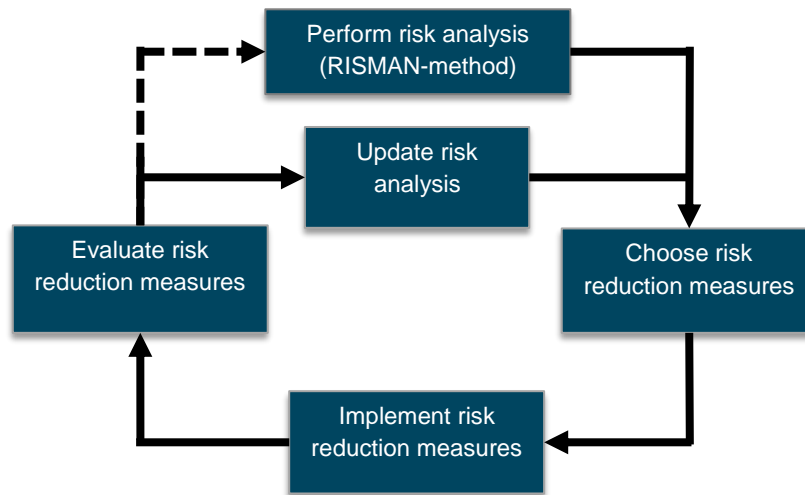 Perform risk analysis
(RISMAN-method)
Update risk
analysis
Evaluate risk
reduction measures
Choose risk
reduction measures
Implement risk
reduction measures